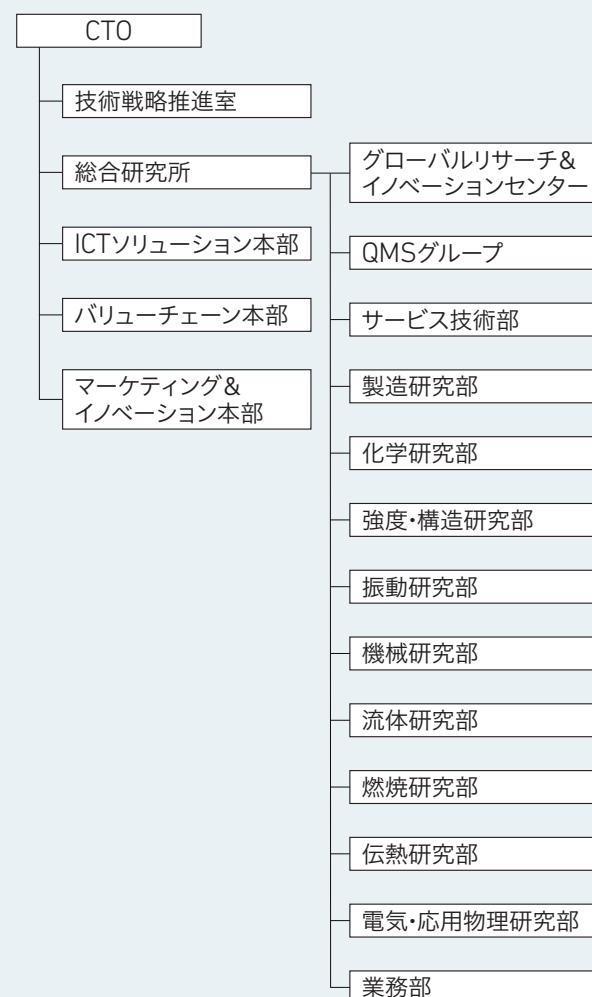 CTO
技術戦略推進室
総合研究所
ICTソリューション本部
バリューチェーン本部
マーケティング&
イノベーション本部
グローバルリサーチ&
イノベーションセンター
QMSグループ
サービス技術部
製造研究部
化学研究部
強度・構造研究部
振動研究部
機械研究部
流体研究部
燃焼研究部
伝熱研究部
電気・応用物理研究部
業務部